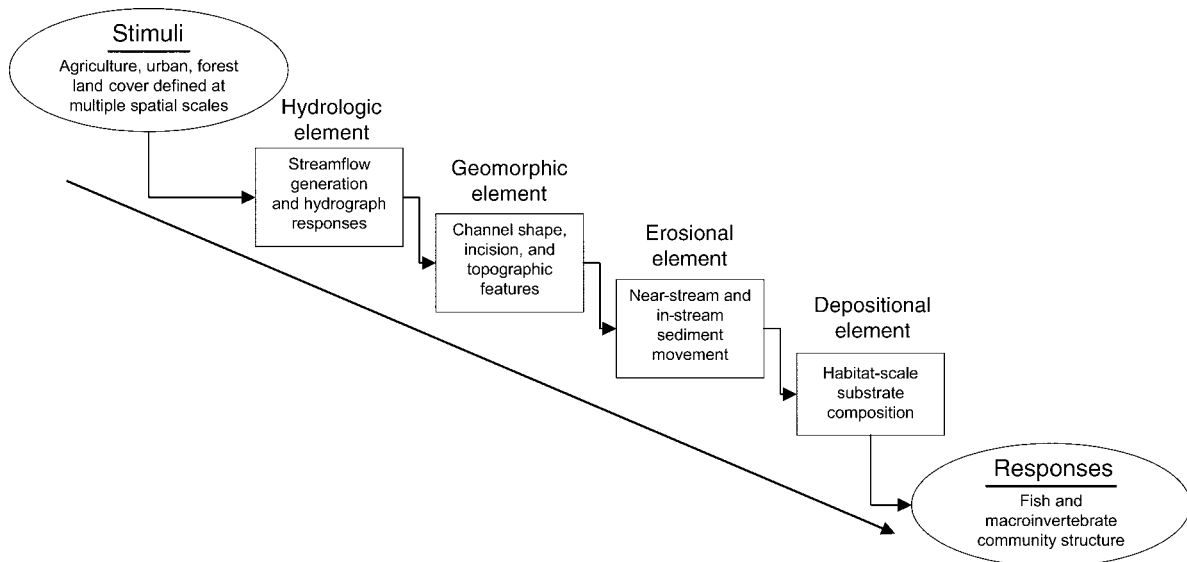 Stimuli
Agriculture, urban, forest
land cover defined at
multiple spatial scales
Hydrologic
element
Streamflow
generation
and hydrograph
responses
Geomorphic
element
Channel shape,
incision, and
topographic
features
Erosional
element
Near-stream and
in-stream
sediment
movement
Depositional
element
Habitat-scale
substrate
composition
Responses
Fish and
macroinvertebrate
community structure